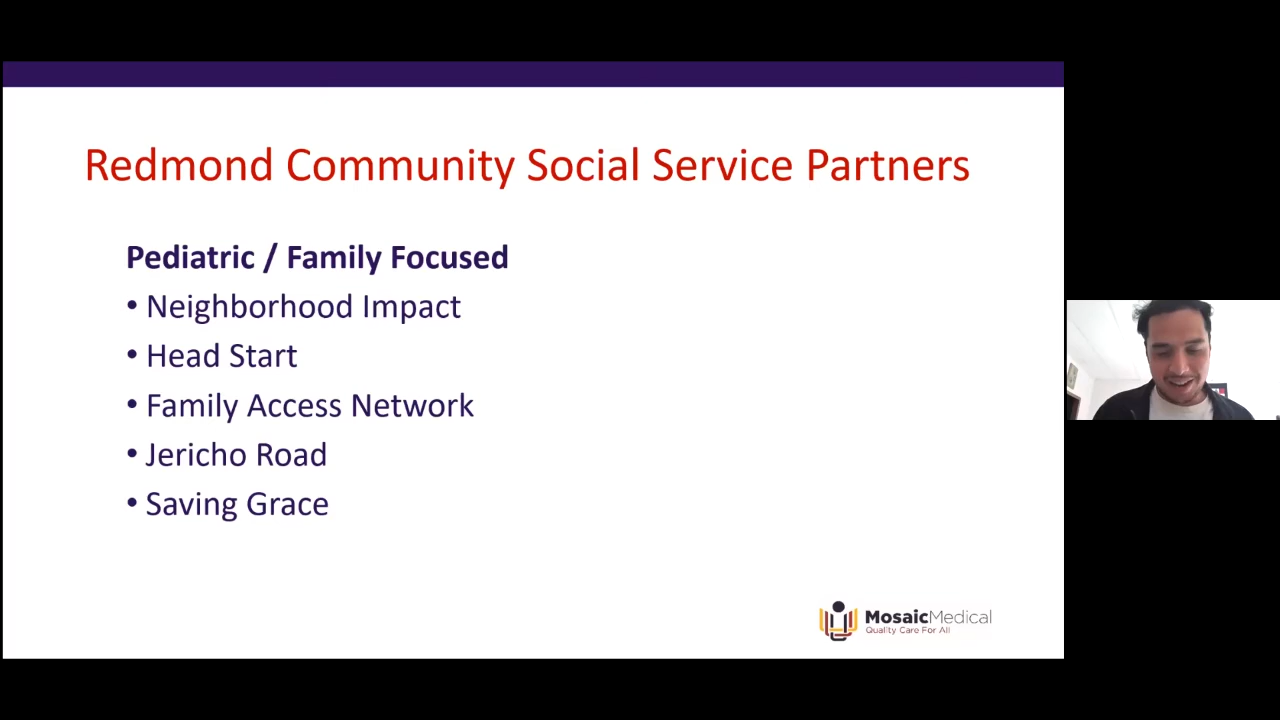 Redmond Community Social Service Partners
Pediatric / Family Focused
• Neighborhood Impact
• Head Start
• Family Access Network
• Jericho Road
• Saving Grace
MosaicMedical
Quality Care For All